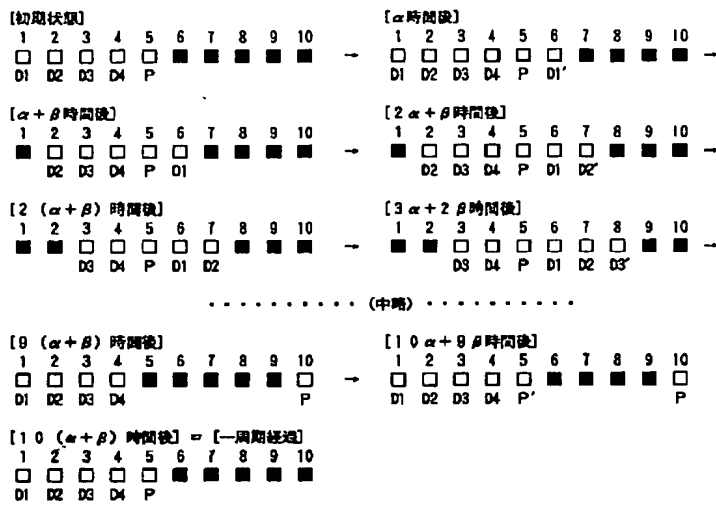 [初期状態] [α時間後]
1 2 3 4 5 6 7 8 9 10 1 2 3 4 5 6 7 8 9 10
□ □ □ □ □ ■ ■ ■ ■ ■ → □ □ □ □ □ □ ■ ■ ■ ■ →
D1 D2 D3 D4 P D1 D2 D3 D4 P D1′
[α+β時間後] [2α+β時間後]
1 2 3 4 5 6 7 8 9 10 1 2 3 4 5 6 7 8 9 10
■ □ □ □ □ □ ■ ■ ■ ■ → ■ □ □ □ □ □ □ ■ ■ ■ →
D2 D3 D4 P D1 D2 D3 D4 P D1 D2′
[2(α+β)時間後] [3α+2β時間後]
1 2 3 4 5 6 7 8 9 10 1 2 3 4 5 6 7 8 9 10
■ ■ □ □ □ □ □ ■ ■ ■ → ■ ■ □ □ □ □ □ □ ■ ■ →
D3 D4 P D1 D2 D3 D4 P D1 D2 D3′
・・・・・・・・・・・(中略)・・・・・・・・・・・
[9(α+β)時間後] [10α+9β時間後]
1 2 3 4 5 6 7 8 9 10 1 2 3 4 5 6 7 8 9 10
□ □ □ □ ■ ■ ■ ■ ■ □ → □ □ □ □ □ ■ ■ ■ ■ □
D1 D2 D3 D4 P D1 D2 D3 D4 P′ P
[10(α+β)時間後]=[一周期経過]
1 2 3 4 5 6 7 8 9 10
□ □ □ □ □ ■ ■ ■ ■ ■
D1 D2 D3 D4 P